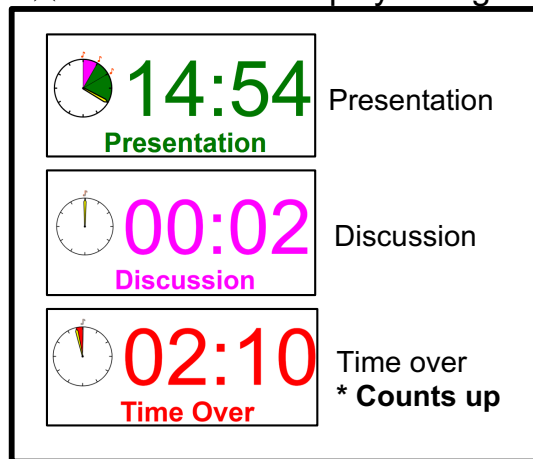 14:54
Presentation
Presentation
00:02
Discussion
Discussion
02:10
Time Over
Time over
* Counts up